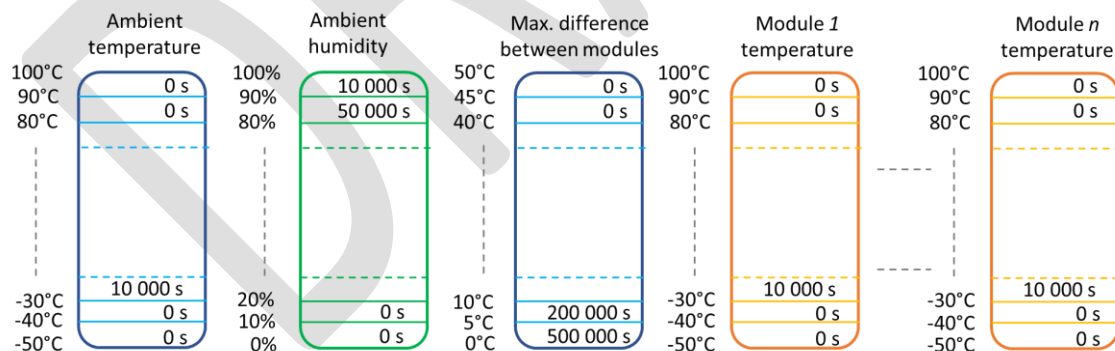 Ambient
temperature
100°C
0 s
90°C
0 s
80°C
10 000 s
-30°C
0 s
-40°C
0 s
-50°C
Ambient
humidity
100%
10 000 s
90%
50 000 s
80%
20%
0 s
10%
0 s
0%
Max. difference
between modules
50°C
0 s
45°C
0 s
40°C
10°C
200 000 s
5°C
500 000 s
0°C
Module 1
temperature
100°C
0 s
90°C
0 s
80°C
10 000 s
-30°C
0 s
-40°C
0 s
-50°C
Module n
temperature
100°C
0 s
90°C
0 s
80°C
10 000 s
-30°C
0 s
-40°C
0 s
-50°C